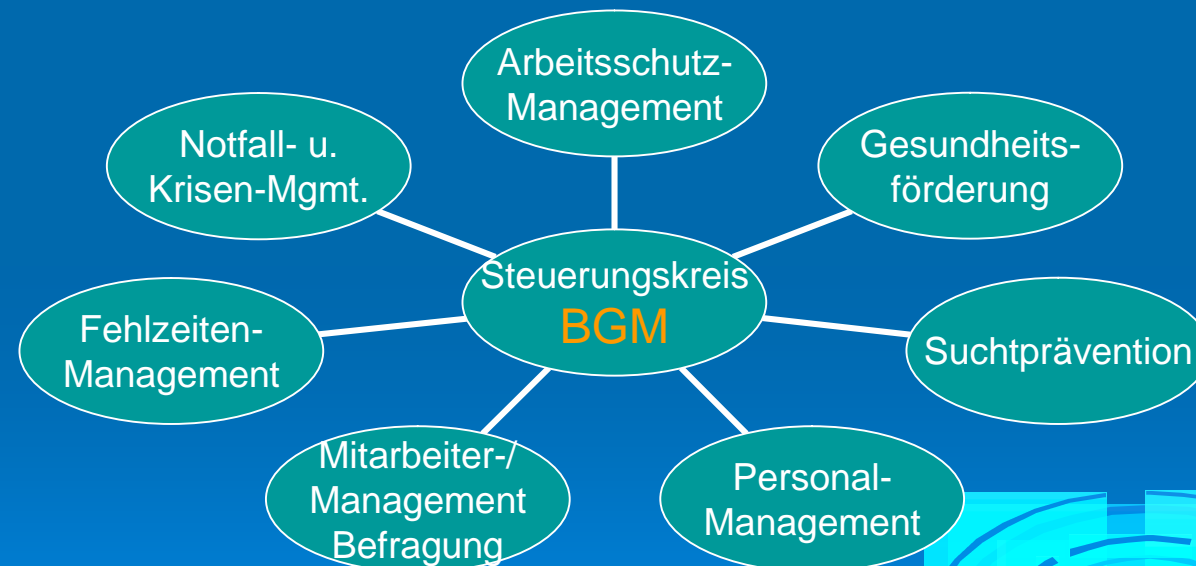 Arbeitsschutz-
Management
Notfall- u.
Krisen-Mgmt.
Gesundheits-
förderung
Steuerungskreis
BGM
Fehlzeiten-
Management
Suchtprävention
Mitarbeiter-/
Management
Befragung
Personal-
Management